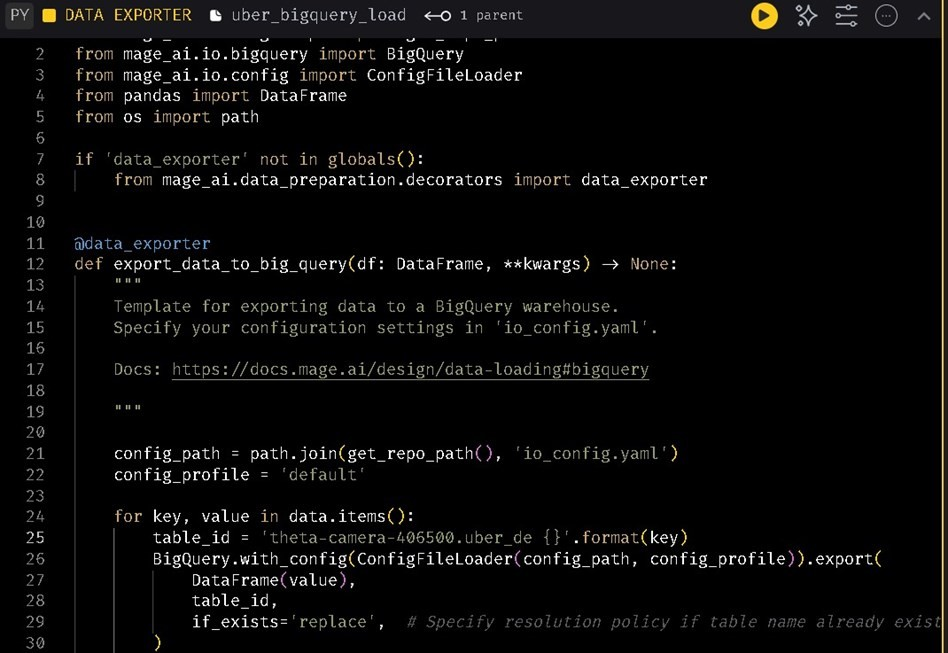 PY DATA EXPORTER uber_bigquery_load 1 parent
2 from mage_ai.io.bigquery import BigQuery
3 from mage_ai.io.config import ConfigFileLoader
4 from pandas import DataFrame
5 from os import path
6
7 if 'data_exporter' not in globals():
8 from mage_ai.data_preparation.decorators import data_exporter
9
10
11 @data_exporter
12 def export_data_to_big_query(df: DataFrame, **kwargs) → None:
13 """
14 Template for exporting data to a BigQuery warehouse.
15 Specify your configuration settings in 'io_config.yaml'.
16
17 Docs: https://docs.mage.ai/design/data-loading#bigquery
18
19 """
20
21 config_path = path.join(get_repo_path(), 'io_config.yaml')
22 config_profile = 'default'
23
24 for key, value in data.items():
25 table_id = 'theta-camera-406500.uber_de {}'.format(key)
26 BigQuery.with_config(ConfigFileLoader(config_path, config_profile)).export(
27 DataFrame(value),
28 table_id,
29 if_exists='replace', # Specify resolution policy if table name already exist
30 )